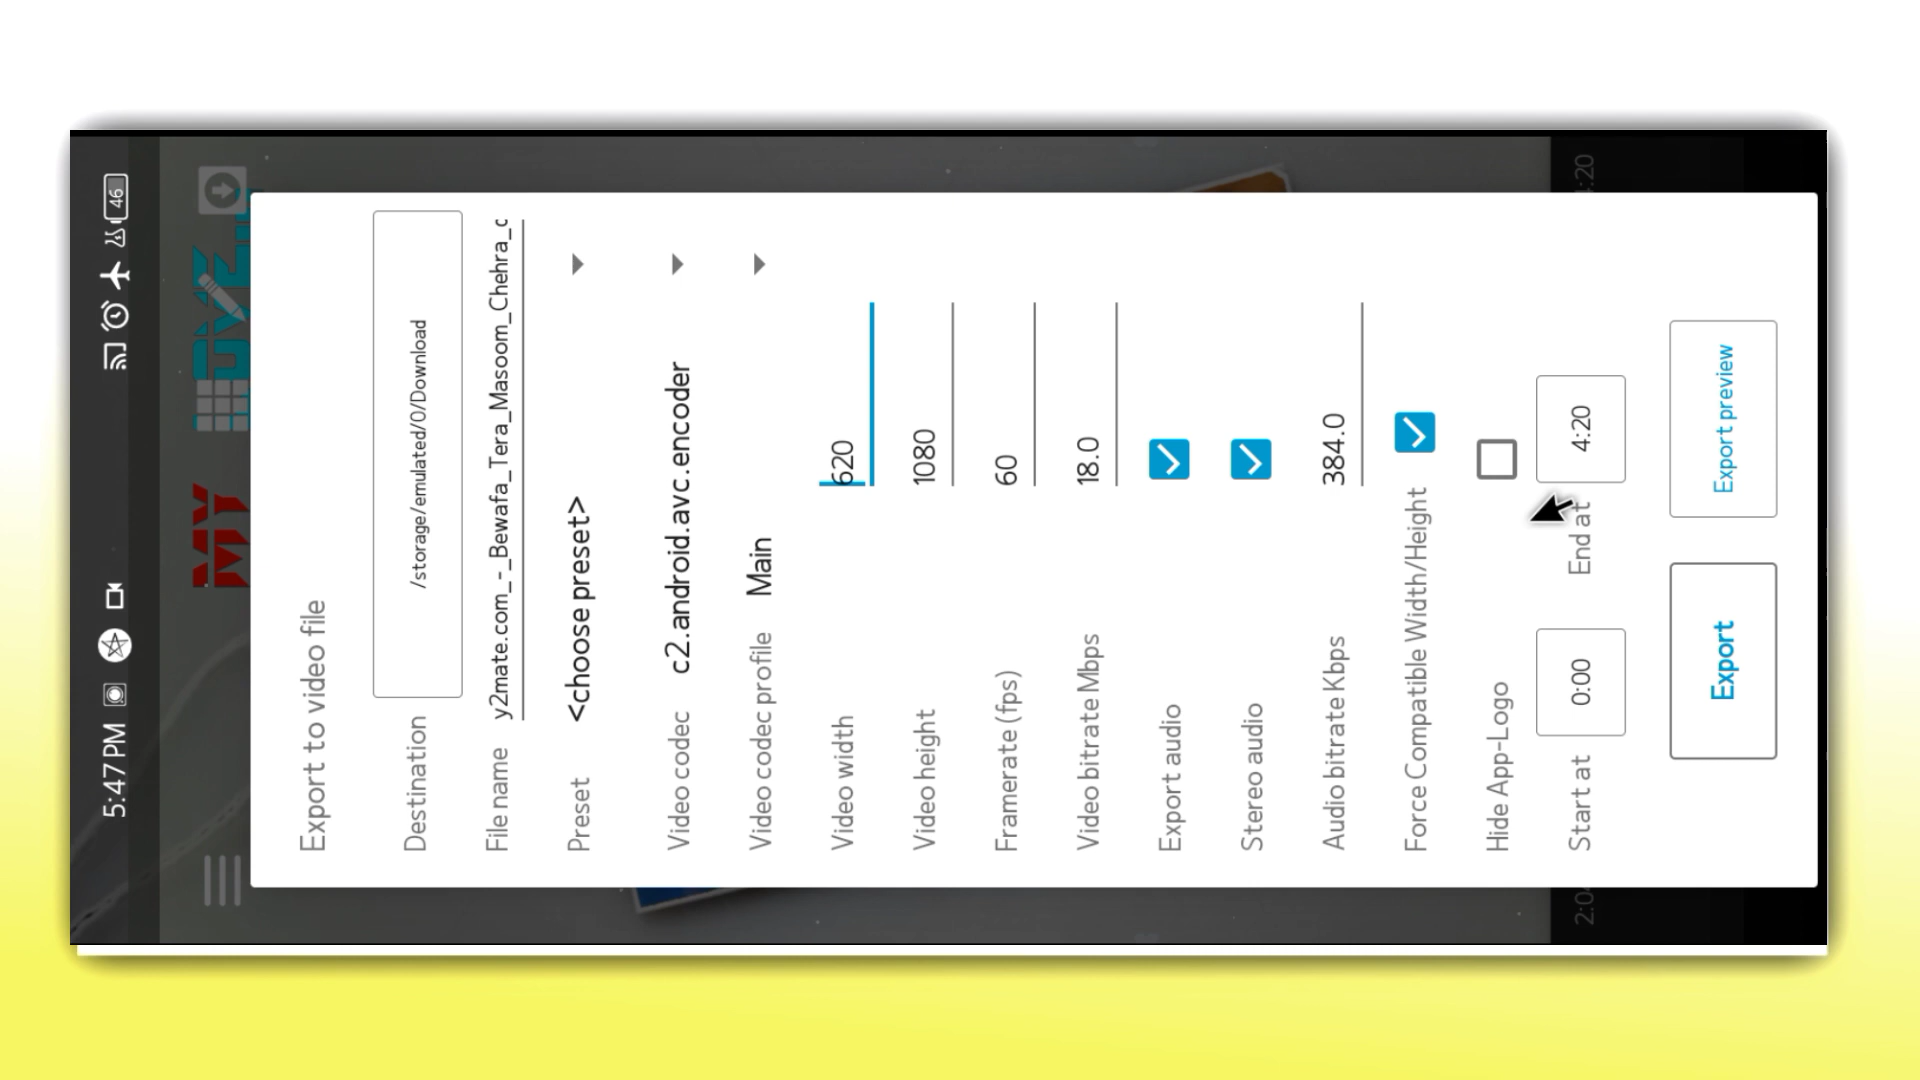 5:47 PM
46
MY
Export to video file
Destination /storage/emulated/0/Download
File name y2mate.com_-_Bewafa_Tera_Masoom_Chehra_c
Preset <choose preset>
Video codec c2.android.avc.encoder
Video codec profile Main
Video width 620
Video height 1080
Framerate (fps) 60
Video bitrate Mbps 18.0
Export audio
Stereo audio
Audio bitrate Kbps 384.0
Force Compatible Width/Height
Hide App-Logo
Start at 0:00 End at 4:20
Export Export preview